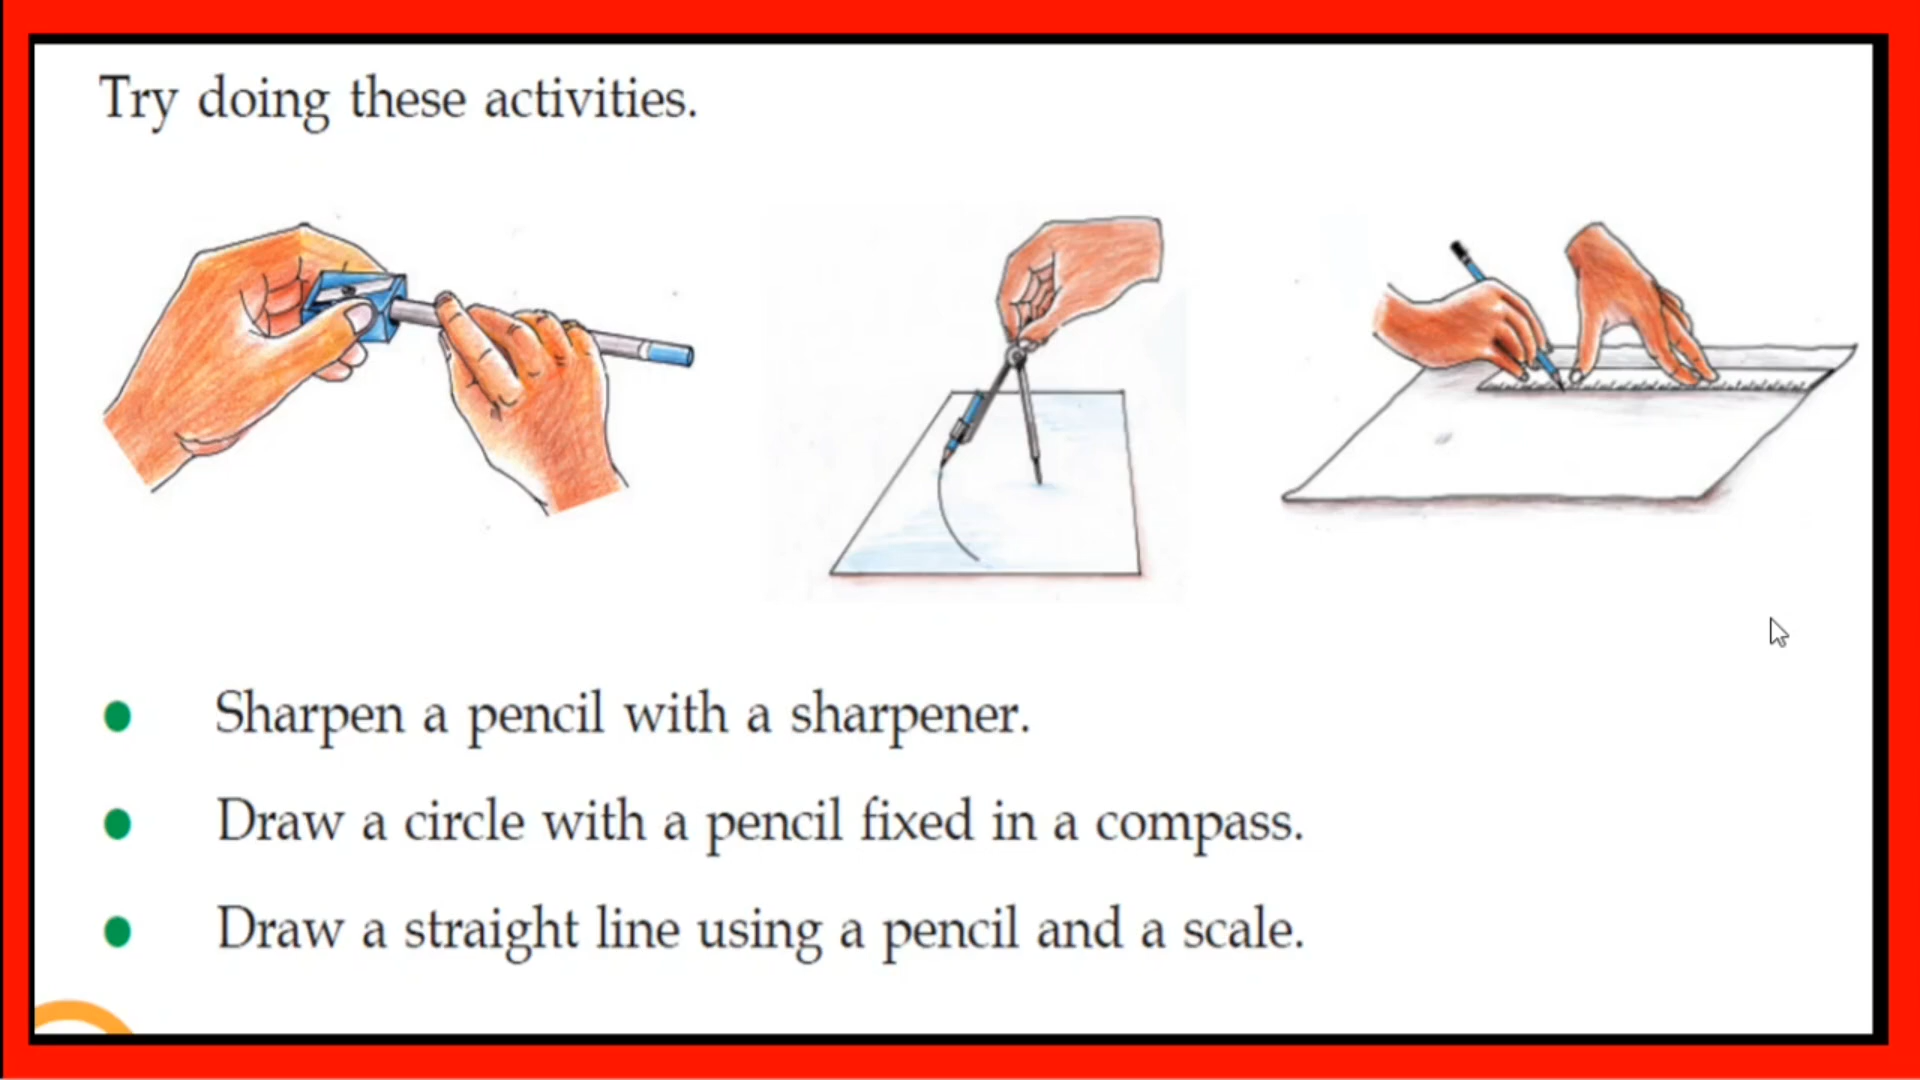 Try doing these activities.
Sharpen a pencil with a sharpener.
Draw a circle with a pencil fixed in a compass.
Draw a straight line using a pencil and a scale.